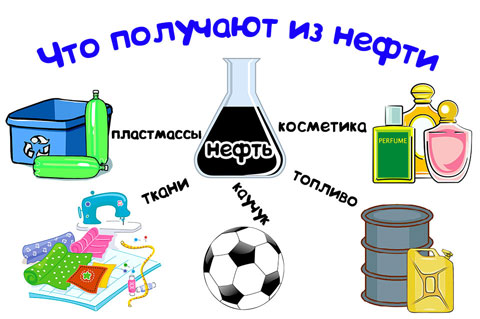 Что получают из нефти
пластмассы
косметика
нефть
PERFUME
ткани
каучук
топливо